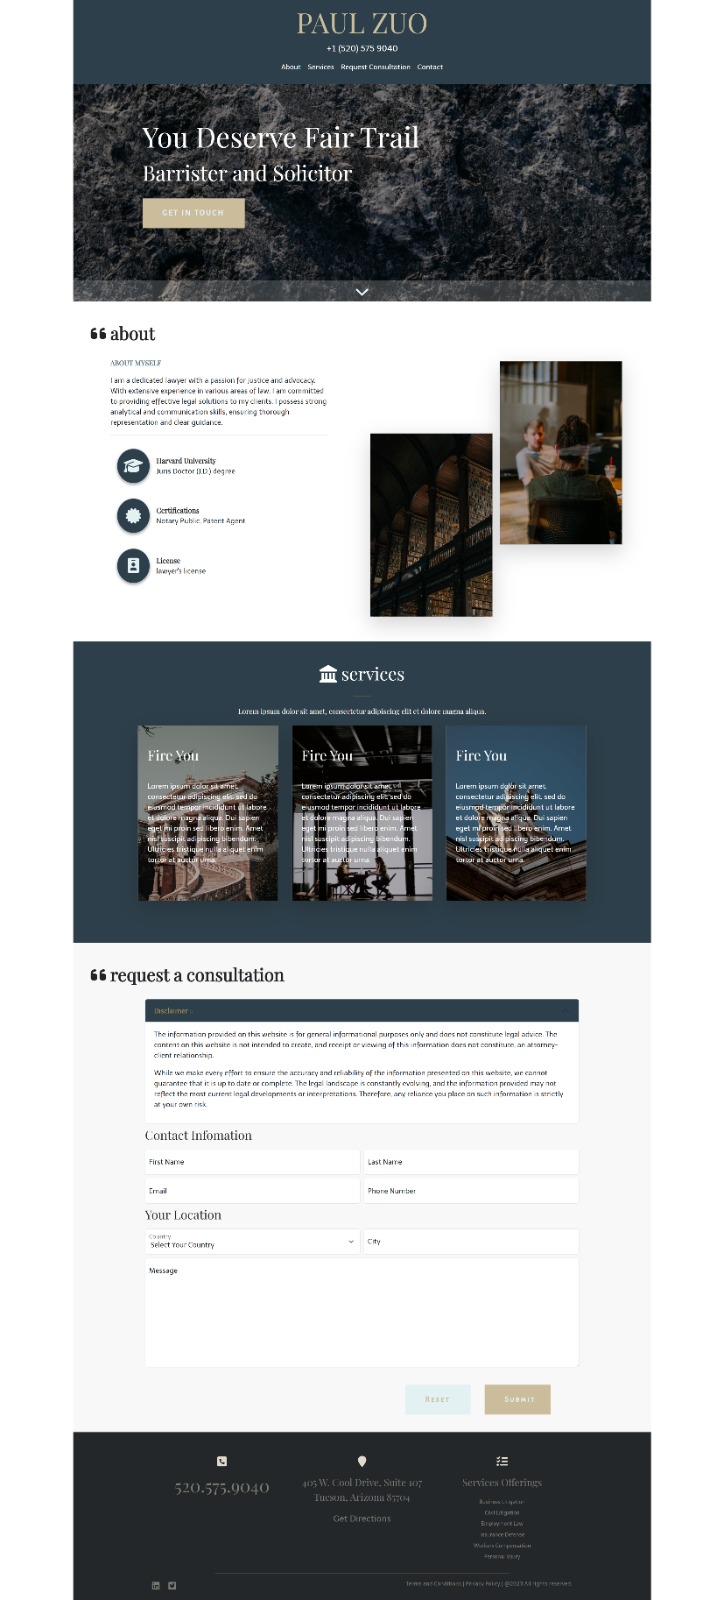 PAUL ZUO
+1 (520) 575 9040
About Services Request Consultation Contact
You Deserve Fair Trail
Barrister and Solicitor
GET IN TOUCH
about
ABOUT MYSELF
I am a dedicated lawyer with a passion for justice and advocacy.
With extensive experience in various areas of law. I am committed
to providing effective legal solutions to my clients. I possess strong
analytical and communication skills, ensuring thorough
representation and clear guidance.
Harvard University
Juris Doctor (J.D.) degree
Certifications
Notary Public, Patent Agent
License
lawyer's license
services
Lorem ipsum dolor sit amet, consectetur adipiscing elit et dolore magna aliqua.
Fire You
Lorem ipsum dolor sit amet,
consectetur adipiscing elit, sed do
eiusmod tempor incididunt ut labore
et dolore magna aliqua. Dui sapien
eget mi proin sed libero enim. Amet
nisl suscipit adipiscing bibendum.
Ultricies tristique nulla aliquet enim
tortor at auctor urna.
Fire You
Lorem ipsum dolor sit amet,
consectetur adipiscing elit, sed do
eiusmod tempor incididunt ut labore
et dolore magna aliqua. Dui sapien
eget mi proin sed libero enim. Amet
nisl suscipit adipiscing bibendum.
Ultricies tristique nulla aliquet enim
tortor at auctor urna.
Fire You
Lorem ipsum dolor sit amet,
consectetur adipiscing elit, sed do
eiusmod tempor incididunt ut labore
et dolore magna aliqua. Dui sapien
eget mi proin sed libero enim. Amet
nisl suscipit adipiscing bibendum.
Ultricies tristique nulla aliquet enim
tortor at auctor urna.
request a consultation
Disclaimer :
The information provided on this website is for general informational purposes only and does not constitute legal advice. The
content on this website is not intended to create, and receipt or viewing of this information does not constitute, an attorney-
client relationship.
While we make every effort to ensure the accuracy and reliability of the information presented on this website, we cannot
guarantee that it is up to date or complete. The legal landscape is constantly evolving, and the information provided may not
reflect the most current legal developments or interpretations. Therefore, any reliance you place on such information is strictly
at your own risk.
Contact Infomation
First Name
Last Name
Email
Phone Number
Your Location
Country
Select Your Country
City
Message
RESET
SUBMIT
520.575.9040
405 W. Cool Drive, Suite 107
Tucson, Arizona 85704
Get Directions
Services Offerings
Business Litigation
Civil Litigation
Employment Law
Insurance Defense
Workers Compensation
Personal Injury
Terms and Conditions | Privacy Policy | @2023 All rights reserved.